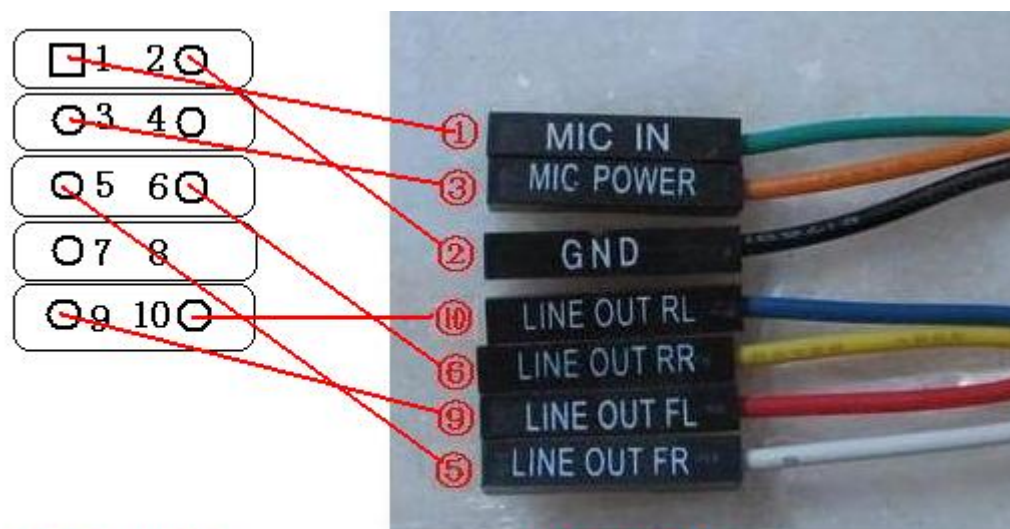 1 2
3 4
5 6
7 8
9 10
① MIC IN
③ MIC POWER
② GND
⑩ LINE OUT RL
⑥ LINE OUT RR
⑨ LINE OUT FL
⑤ LINE OUT FR